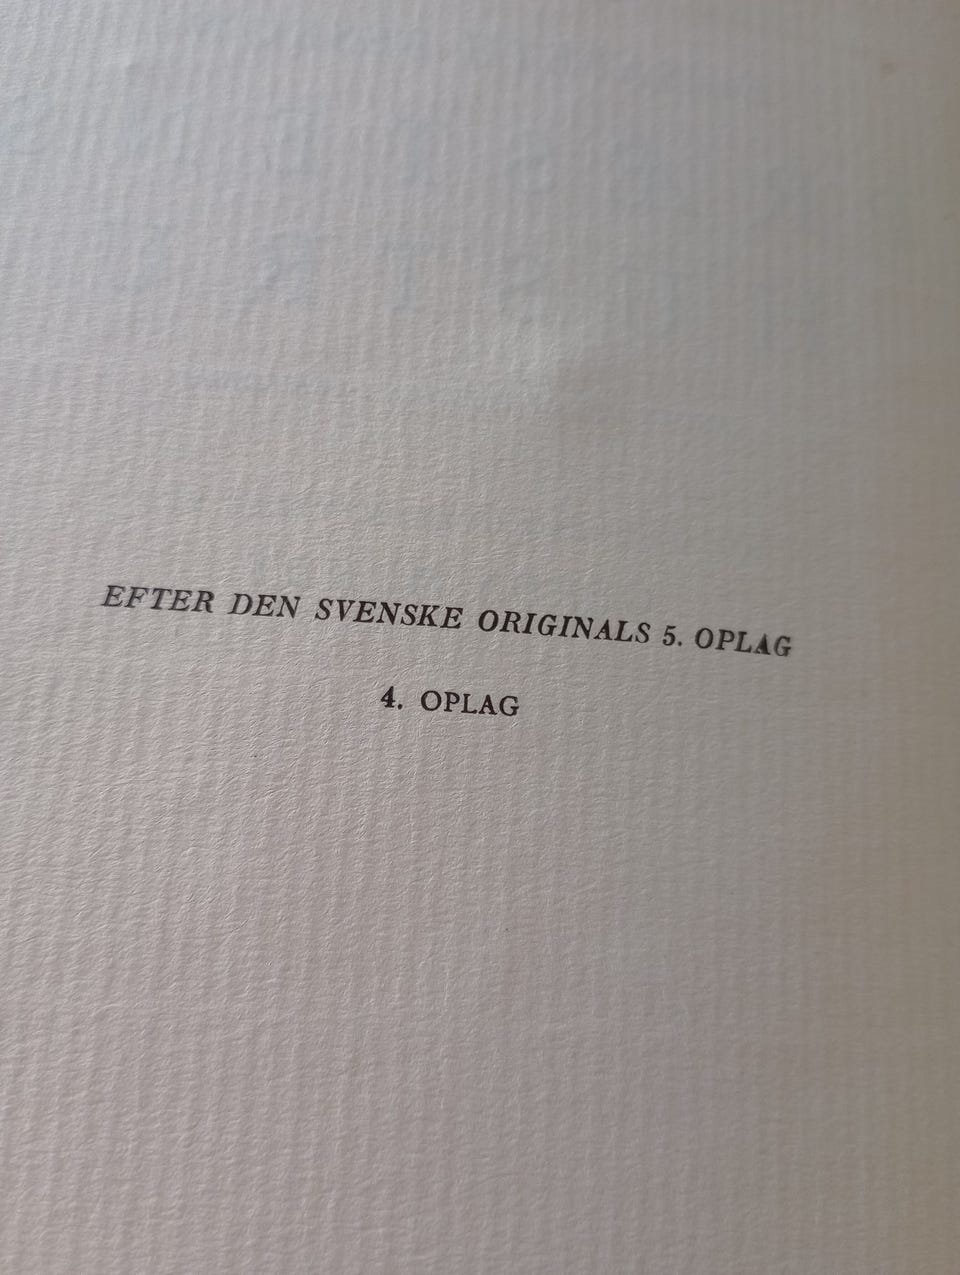 EFTER DEN SVENSKE ORIGINALS 5. OPLAG
4. OPLAG